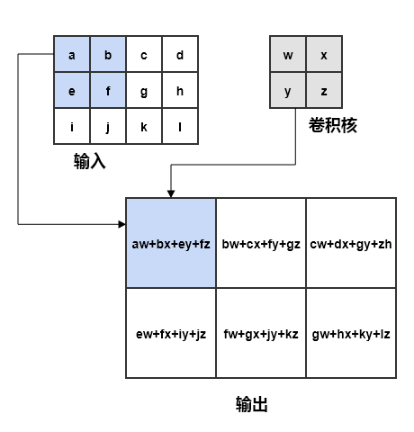 a b c d
w x
e f g h
y z
i j k l
卷积核
输入
aw+bx+ey+fz bw+cx+fy+gz cw+dx+gy+zh
ew+fx+iy+jz fw+gx+jy+kz gw+hx+ky+lz
输出